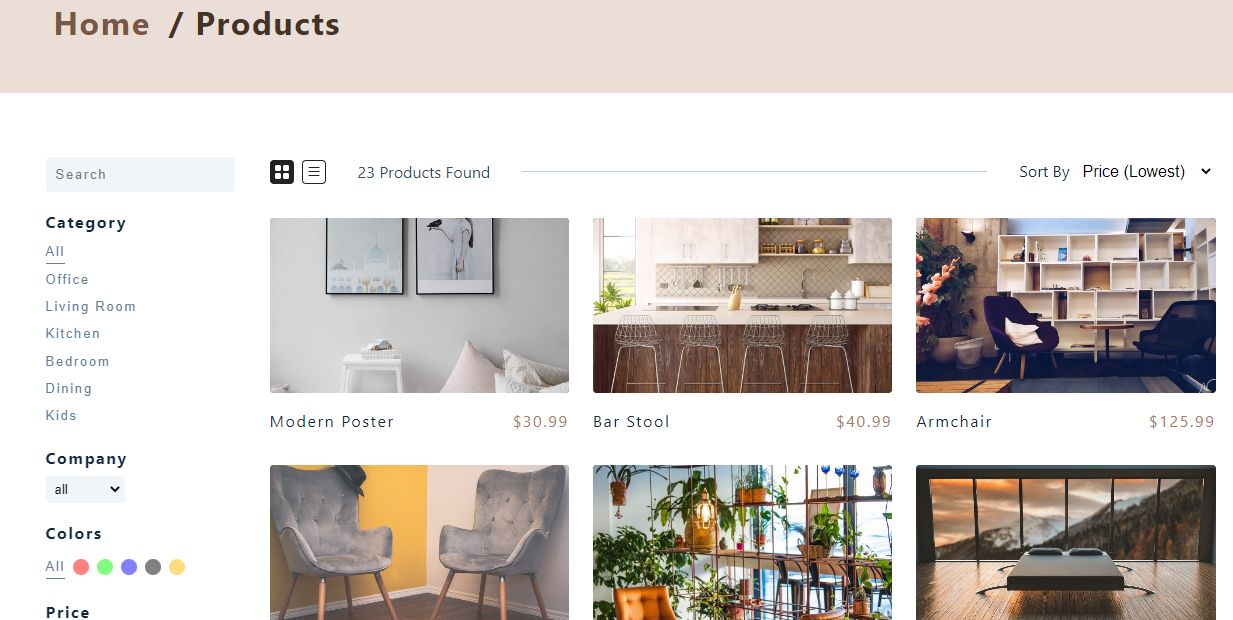 Home / Products
Search
Category
All
Office
Living Room
Kitchen
Bedroom
Dining
Kids
Company
all
Colors
All
Price
23 Products Found
Sort By Price (Lowest)
Modern Poster $30.99
Bar Stool $40.99
Armchair $125.99